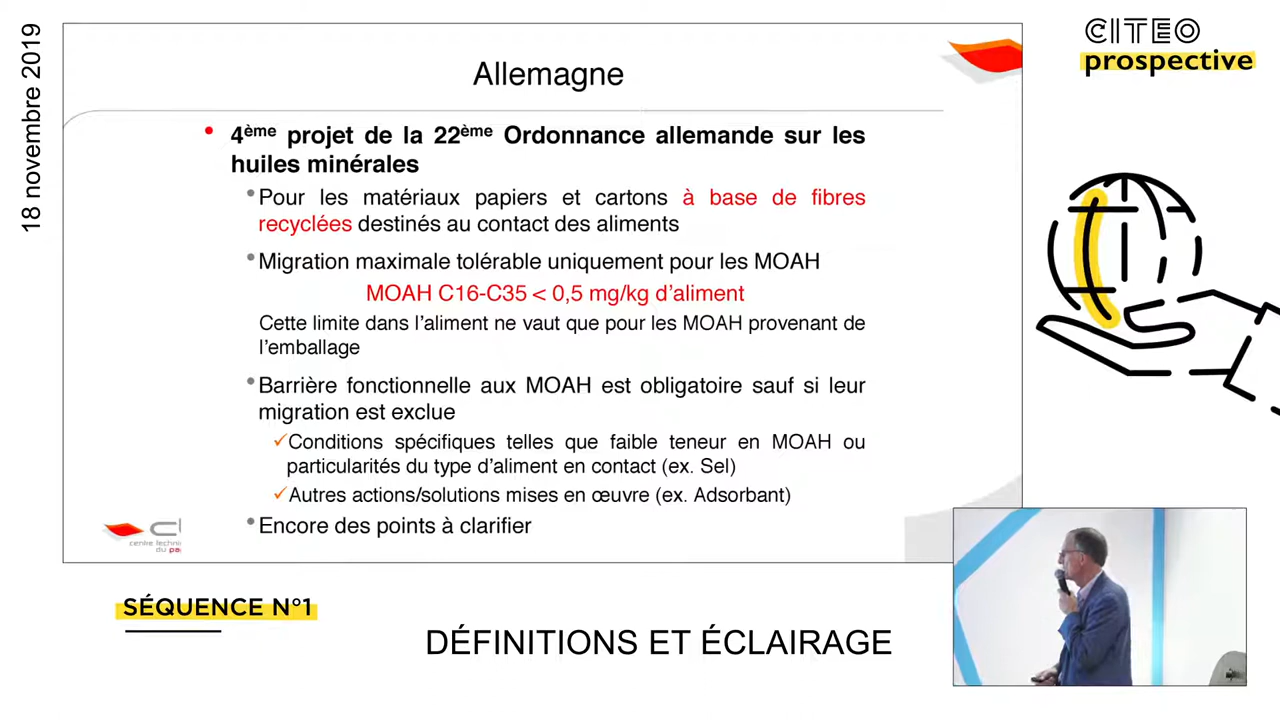 18 novembre 2019
CITEO
prospective
Allemagne
• 4ème projet de la 22ème Ordonnance allemande sur les
huiles minérales
•Pour les matériaux papiers et cartons à base de fibres
recyclées destinés au contact des aliments
•Migration maximale tolérable uniquement pour les MOAH
MOAH C16-C35 < 0,5 mg/kg d'aliment
Cette limite dans l'aliment ne vaut que pour les MOAH provenant de
l'emballage
•Barrière fonctionnelle aux MOAH est obligatoire sauf si leur
migration est exclue
✓Conditions spécifiques telles que faible teneur en MOAH ou
particularités du type d'aliment en contact (ex. Sel)
✓Autres actions/solutions mises en œuvre (ex. Adsorbant)
•Encore des points à clarifier
centre techni
du pa
SÉQUENCE N°1
DÉFINITIONS ET ÉCLAIRAGE